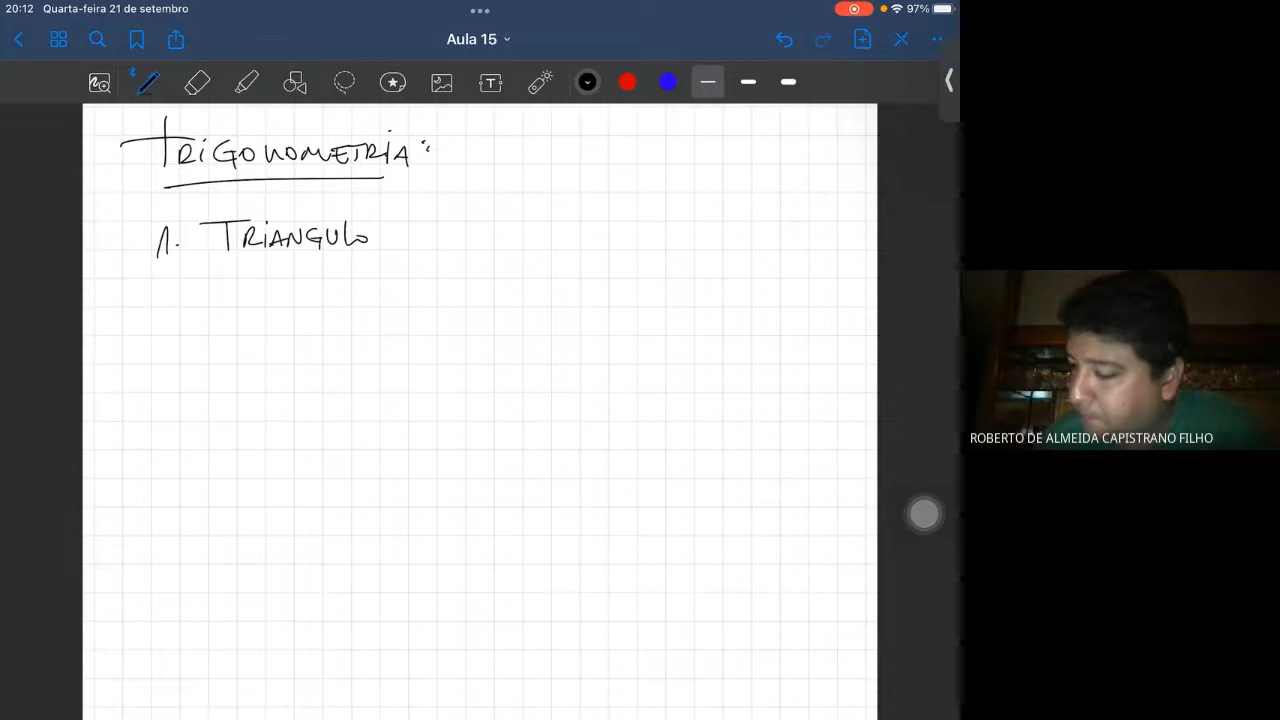 20:12 Quarta-feira 21 de setembro
97%
Aula 15
TRIGONOMETRIA:
1. TRIANGULO
ROBERTO DE ALMEIDA CAPISTRANO FILHO